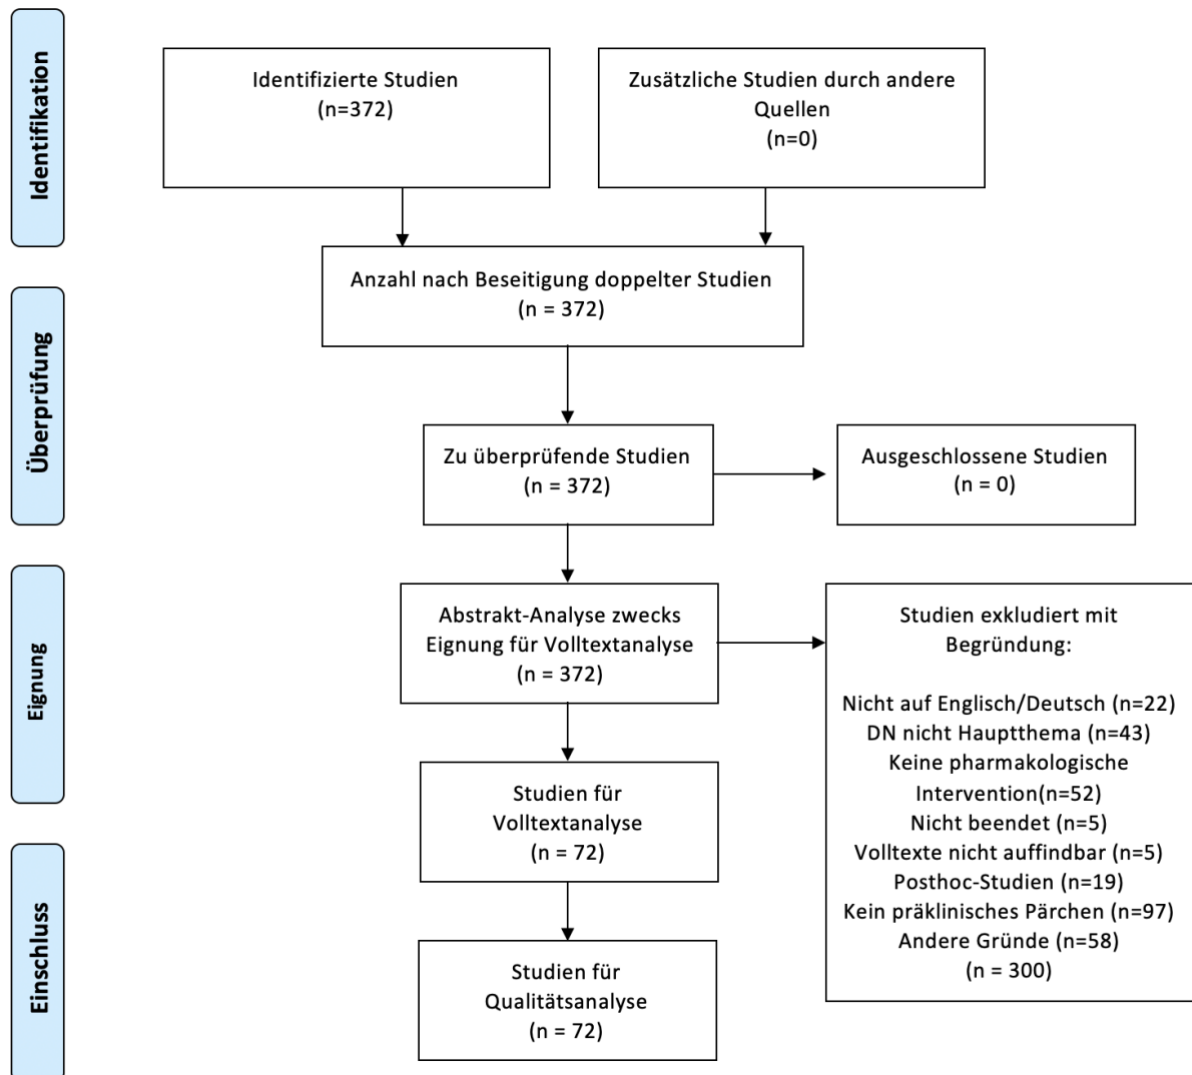 Identifikation
Identifizierte Studien
(n=372)
Zusätzliche Studien durch andere
Quellen
(n=0)
Anzahl nach Beseitigung doppelter Studien
(n = 372)
Überprüfung
Zu überprüfende Studien
(n = 372)
Ausgeschlossene Studien
(n = 0)
Eignung
Abstrakt-Analyse zwecks
Eignung für Volltextanalyse
(n = 372)
Studien exkludiert mit
Begründung:
Nicht auf Englisch/Deutsch (n=22)
DN nicht Hauptthema (n=43)
Keine pharmakologische
Intervention(n=52)
Nicht beendet (n=5)
Volltexte nicht auffindbar (n=5)
Posthoc-Studien (n=19)
Kein präklinisches Pärchen (n=97)
Andere Gründe (n=58)
(n = 300)
Studien für
Volltextanalyse
(n = 72)
Einschluss
Studien für
Qualitätsanalyse
(n = 72)